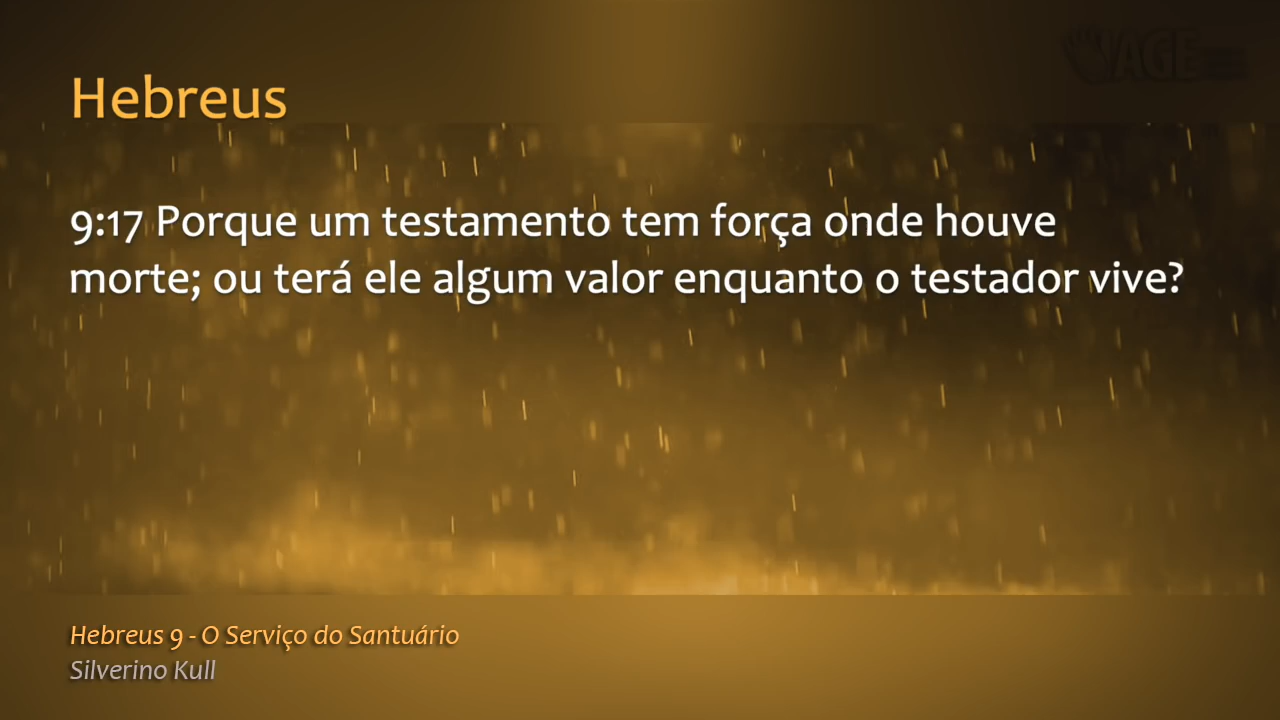 Hebreus
9:17 Porque um testamento tem força onde houve
morte; ou terá ele algum valor enquanto o testador vive?
Hebreus 9 - O Serviço do Santuário
Silverino Kull